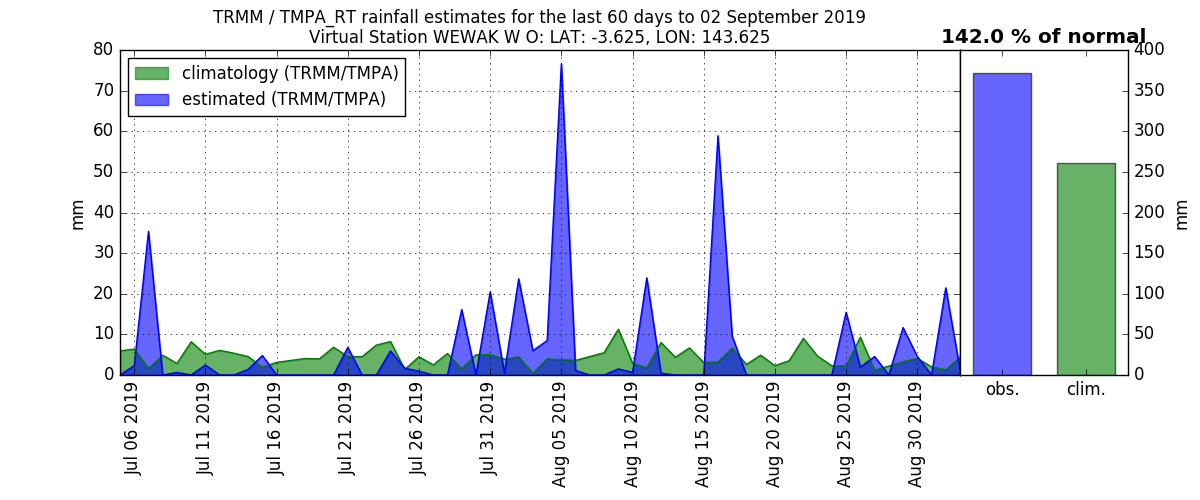 TRMM / TMPA_RT rainfall estimates for the last 60 days to 02 September 2019
Virtual Station WEWAK W O: LAT: -3.625, LON: 143.625
142.0 % of normal
climatology (TRMM/TMPA)
estimated (TRMM/TMPA)
80
70
60
50
40
30
20
10
0
mm
400
350
300
250
200
150
100
50
0
mm
Jul 06 2019
Jul 11 2019
Jul 16 2019
Jul 21 2019
Jul 26 2019
Jul 31 2019
Aug 05 2019
Aug 10 2019
Aug 15 2019
Aug 20 2019
Aug 25 2019
Aug 30 2019
obs.
clim.